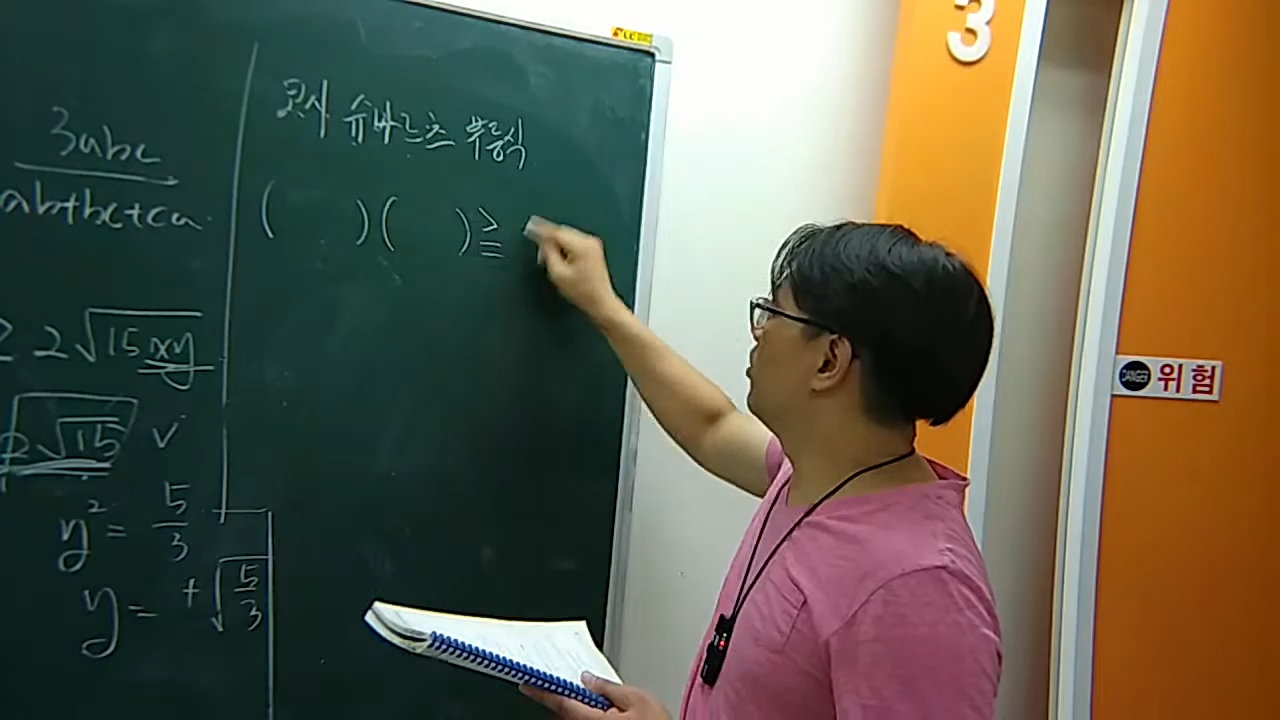 3abc
ab+bc+ca
≥ 2√15xy
2√15 ✓
y² = 5/3
y = +√5/3
코시 슈바르츠 부등식
( )( ) ≧
3
DANGER 위험